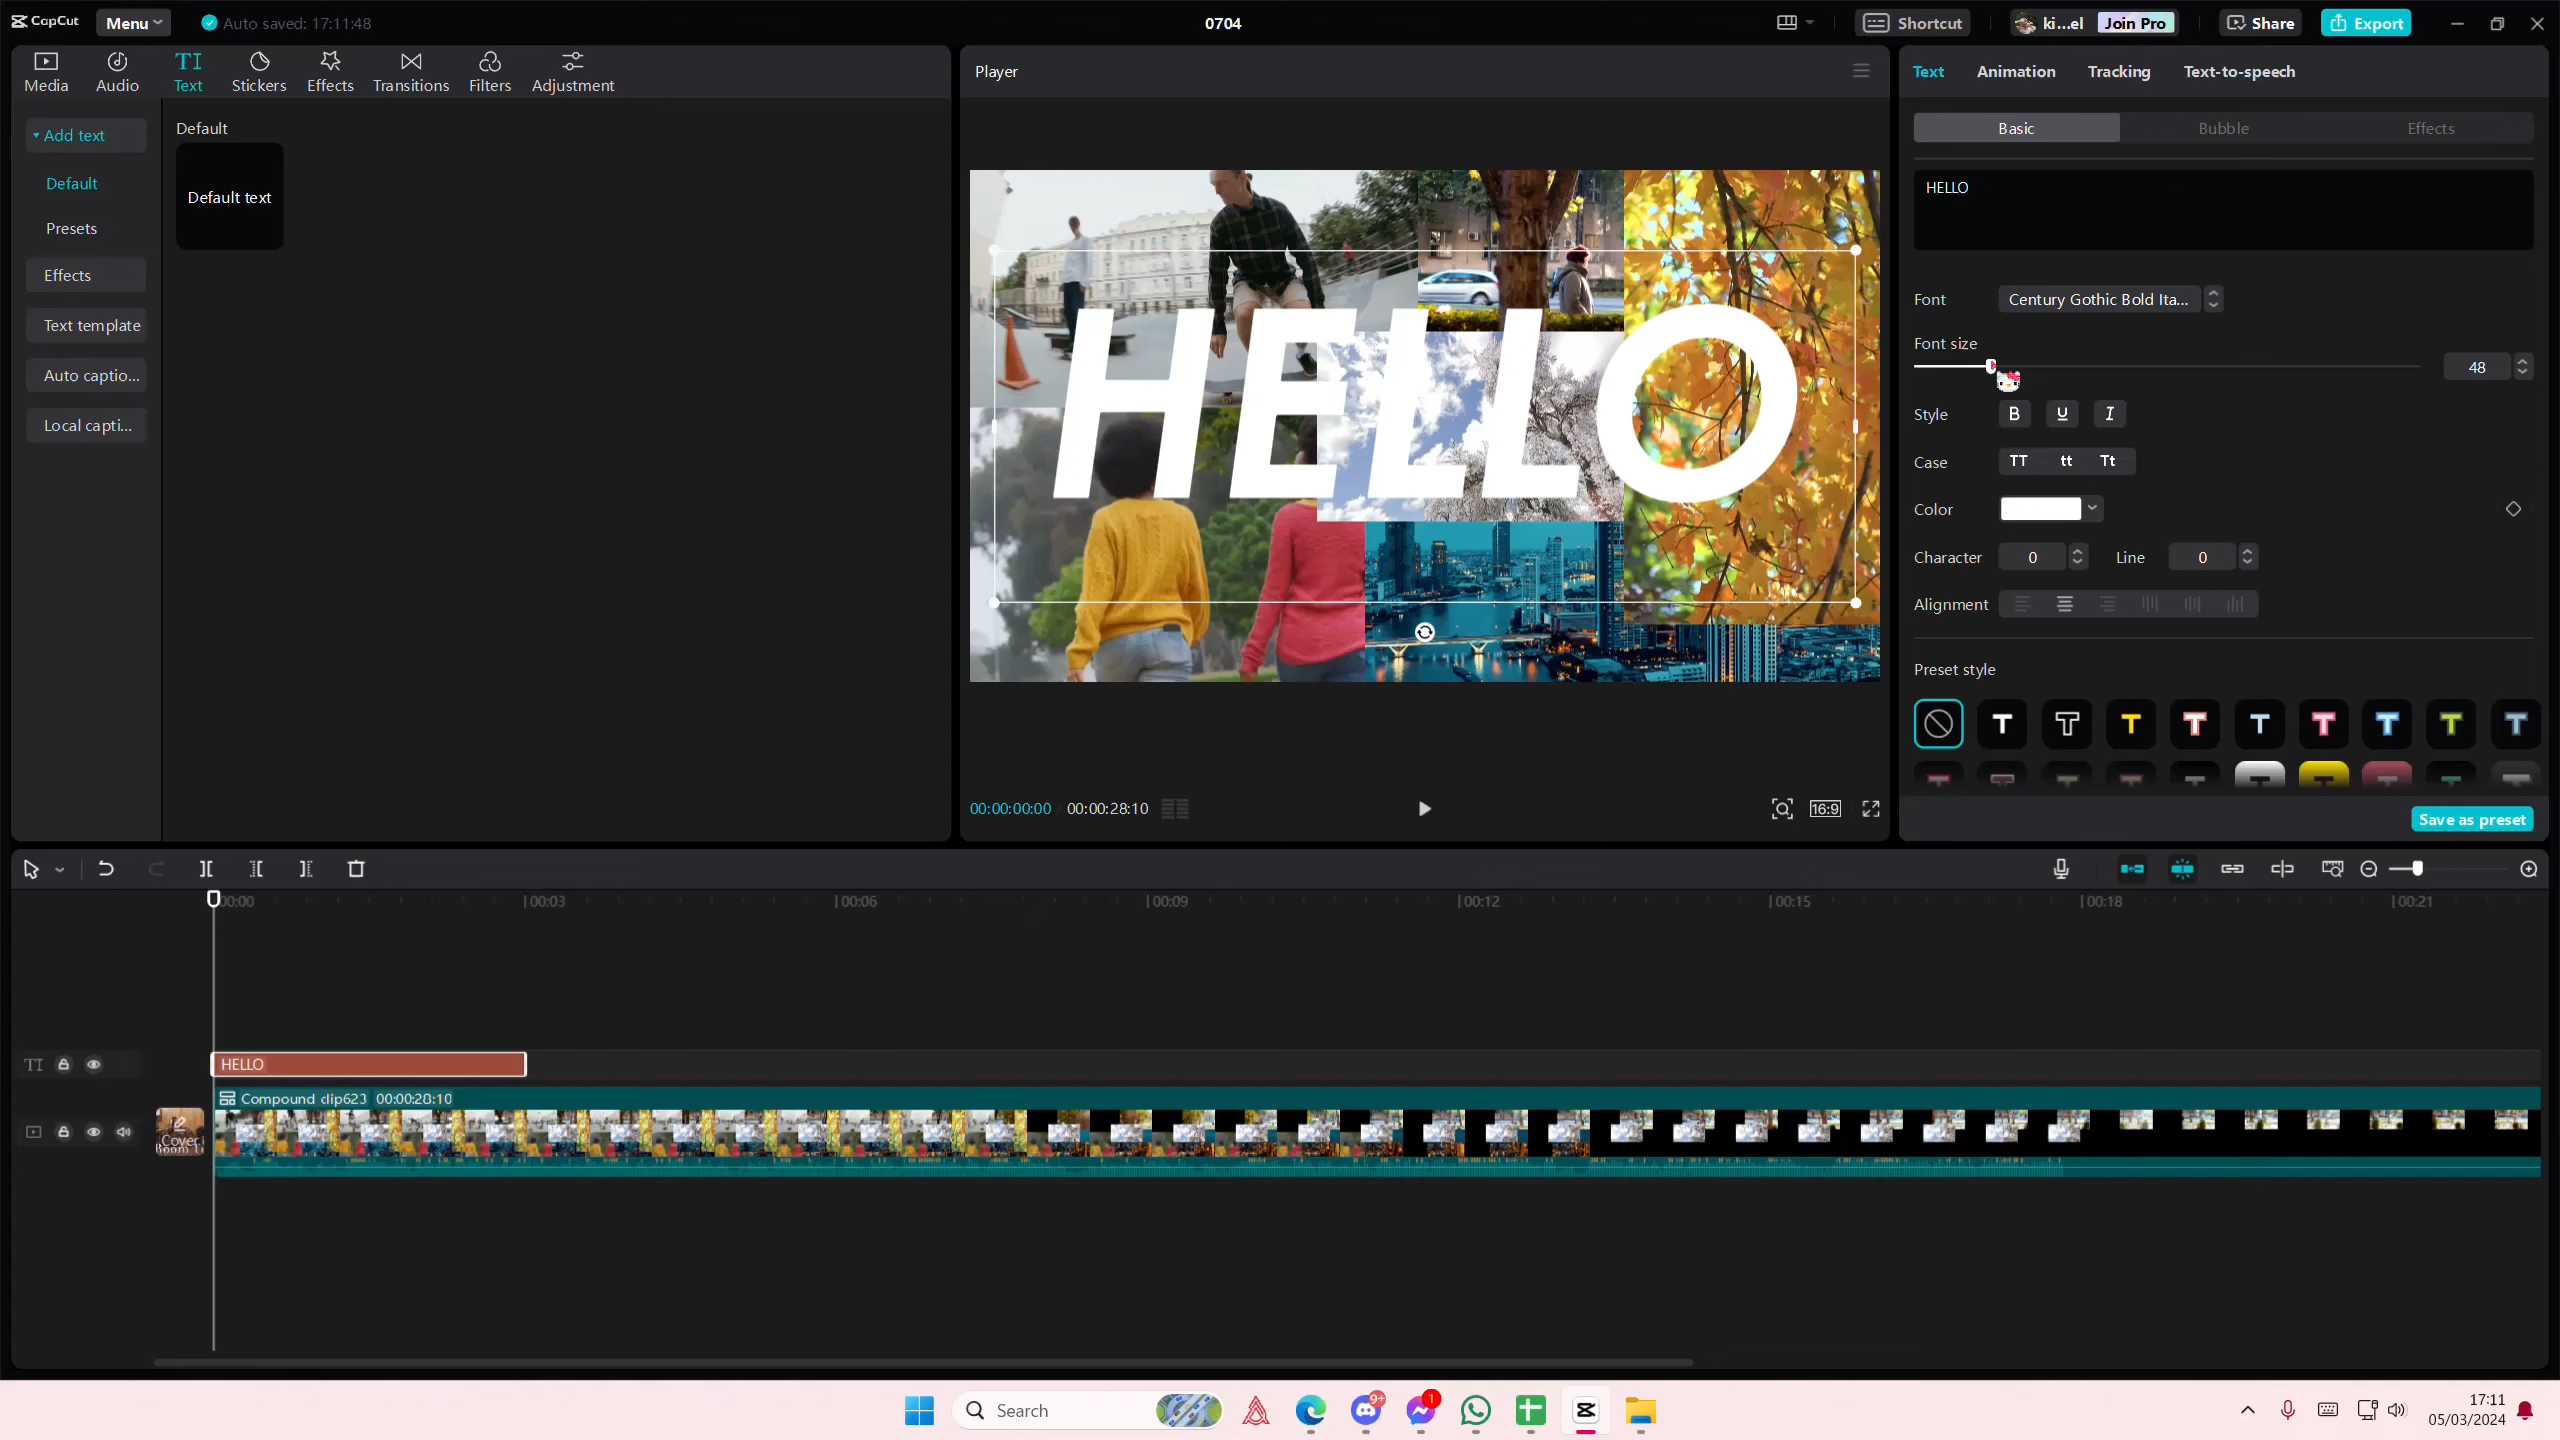 CapCut Menu Auto saved: 17:11:48 0704 Shortcut ki...el Join Pro Share Export
Media Audio Text Stickers Effects Transitions Filters Adjustment
Add text
Default
Presets
Effects
Text template
Auto captio...
Local capti...
Default
Default text
Player
HELLO
00:00:00:00 00:00:28:10 16:9
Text Animation Tracking Text-to-speech
Basic Bubble Effects
HELLO
Font Century Gothic Bold Ita...
Font size
48
Style B U I
Case TT tt Tt
Color
Character 0 Line 0
Alignment
Preset style
T T T T T T T T T
Save as preset
00:00 00:03 00:06 00:09 00:12 00:15 00:18 00:21
TI HELLO
Compound clip623 00:00:28:10
Cover
Search
9+
1
17:11
05/03/2024